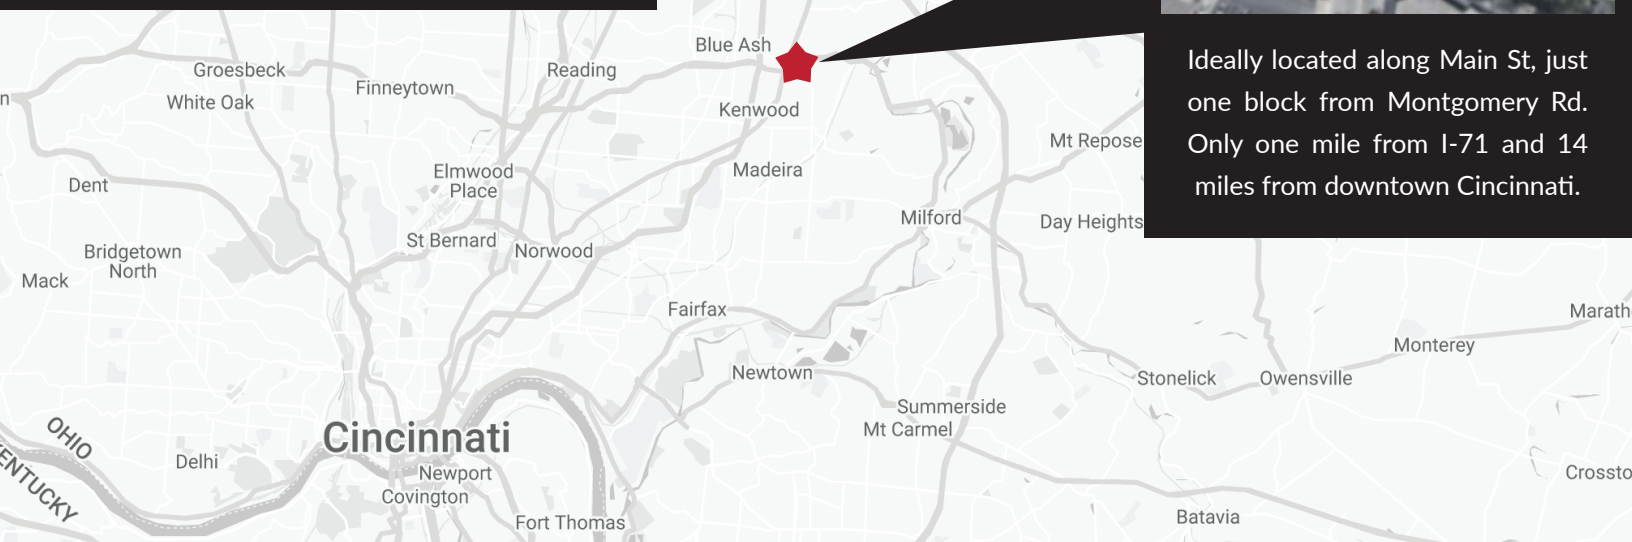 Blue Ash
Groesbeck
Reading
Finneytown
White Oak
Kenwood
Mt Repose
Elmwood
Place
Madeira
Dent
Milford
Day Heights
St Bernard
Norwood
Bridgetown
North
Mack
Fairfax
Marath
Monterey
Newtown
Stonelick
Owensville
Summerside
Mt Carmel
OHIO
Cincinnati
Delhi
Newport
Crossto
KENTUCKY
Covington
Batavia
Fort Thomas
Ideally located along Main St, just
one block from Montgomery Rd.
Only one mile from I-71 and 14
miles from downtown Cincinnati.